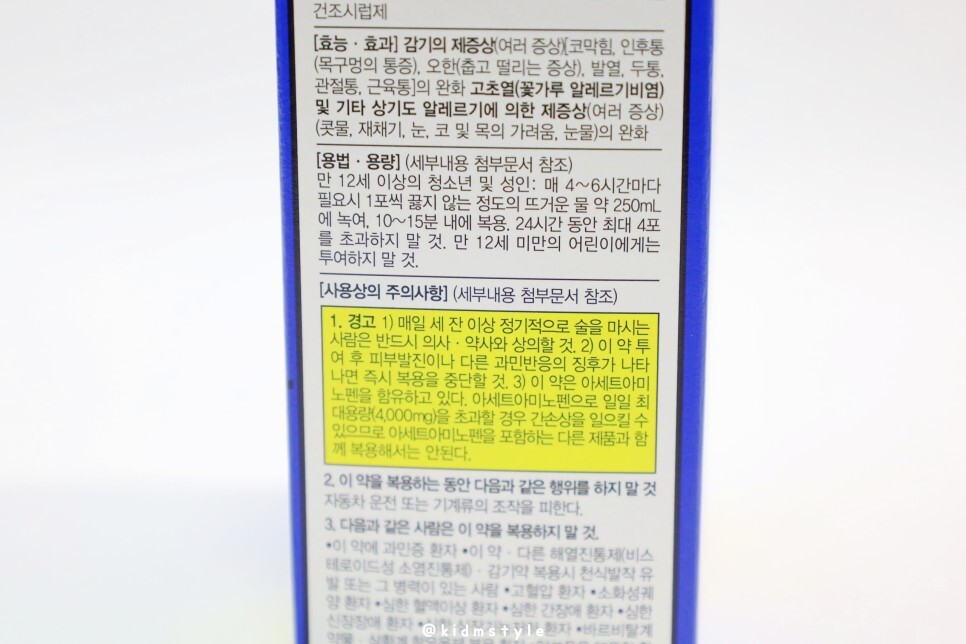 건조시럽제
[효능·효과] 감기의 제증상(여러 증상)[코막힘, 인후통
(목구멍의 통증), 오한(춥고 떨리는 증상), 발열, 두통,
관절통, 근육통]의 완화 고초열(꽃가루 알레르기비염)
및 기타 상기도 알레르기에 의한 제증상(여러 증상)
(콧물, 재채기, 눈, 코 및 목의 가려움, 눈물)의 완화
[용법·용량] (세부내용 첨부문서 참조)
만 12세 이상의 청소년 및 성인: 매 4~6시간마다
필요시 1포씩 끓지 않는 정도의 뜨거운 물 약 250mL
에 녹여, 10~15분 내에 복용. 24시간 동안 최대 4포
를 초과하지 말 것. 만 12세 미만의 어린이에게는
투여하지 말 것.
[사용상의 주의사항] (세부내용 첨부문서 참조)
1. 경고 1) 매일 세 잔 이상 정기적으로 술을 마시는
사람은 반드시 의사·약사와 상의할 것. 2) 이 약 투
여 후 피부발진이나 다른 과민반응의 징후가 나타
나면 즉시 복용을 중단할 것. 3) 이 약은 아세트아미
노펜을 함유하고 있다. 아세트아미노펜으로 일일 최
대용량(4,000mg)을 초과할 경우 간손상을 일으킬 수
있으므로 아세트아미노펜을 포함하는 다른 제품과 함
께 복용해서는 안된다.
2. 이 약을 복용하는 동안 다음과 같은 행위를 하지 말 것
자동차 운전 또는 기계류의 조작을 피한다.
3. 다음과 같은 사람은 이 약을 복용하지 말 것.
•이 약에 과민증 환자 •이 약·다른 해열진통제(비스
테로이드성 소염진통제)·감기약 복용시 천식발작 유
발 또는 그 병력이 있는 사람 •고혈압 환자 •소화성궤
양 환자 •심한 혈액이상 환자 •심한 간장애 환자 •심한
신장장애 환자 환자 •바르비탈계
약물·삼환계
@kidmstyle